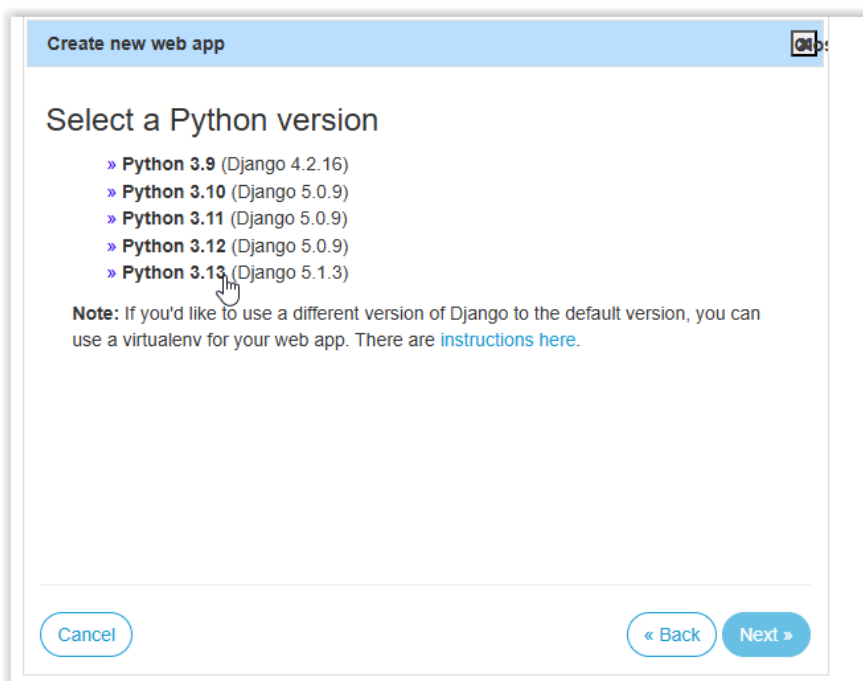 Create new web app
Select a Python version
» Python 3.9 (Django 4.2.16)
» Python 3.10 (Django 5.0.9)
» Python 3.11 (Django 5.0.9)
» Python 3.12 (Django 5.0.9)
» Python 3.13 (Django 5.1.3)
Note: If you'd like to use a different version of Django to the default version, you can
use a virtualenv for your web app. There are instructions here.
Cancel
« Back
Next »